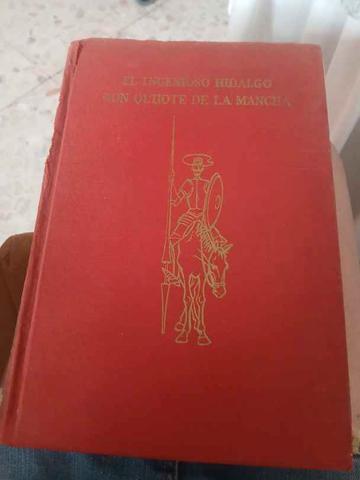 EL INGENIOSO HIDALGO
DON QUIJOTE DE LA MANCHA